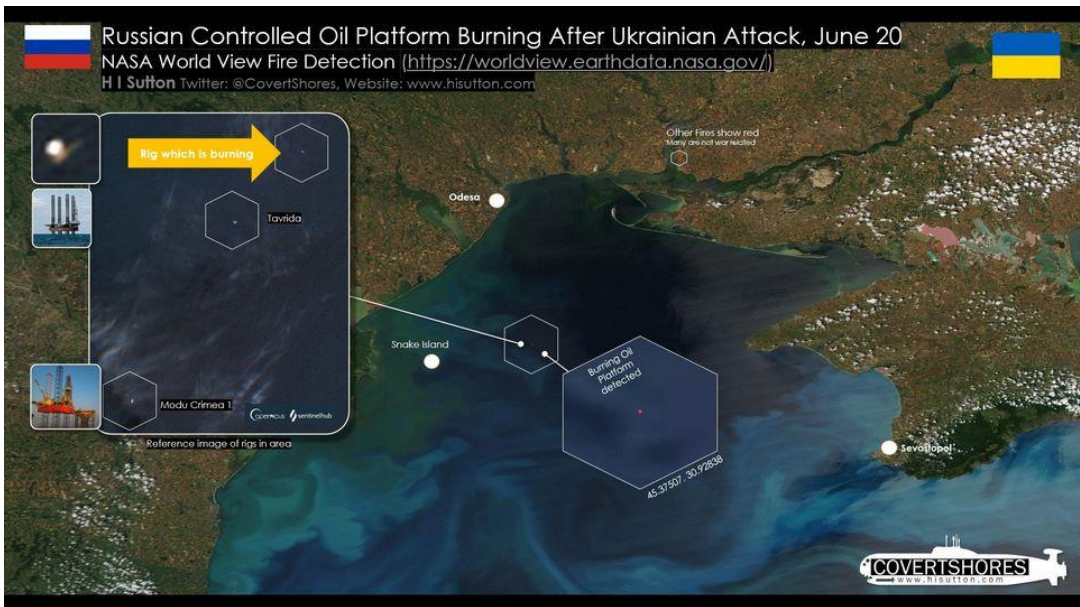 Russian Controlled Oil Platform Burning After Ukrainian Attack, June 20
NASA World View Fire Detection (https://worldview.earthdata.nasa.gov/)
H I Sutton Twitter: @CovertShores, Website: www.hisutton.com
Rig which is burning
Tavrida
Modu Crimea 1
Copernicus sentinelhub
Reference image of rigs in area
Other Fires show red
Many are not war related
Odesa
Snake Island
Burning Oil
Platform
detected
45.37507, 30.92838
Sevastopol
COVERTSHORES
www.hisutton.com